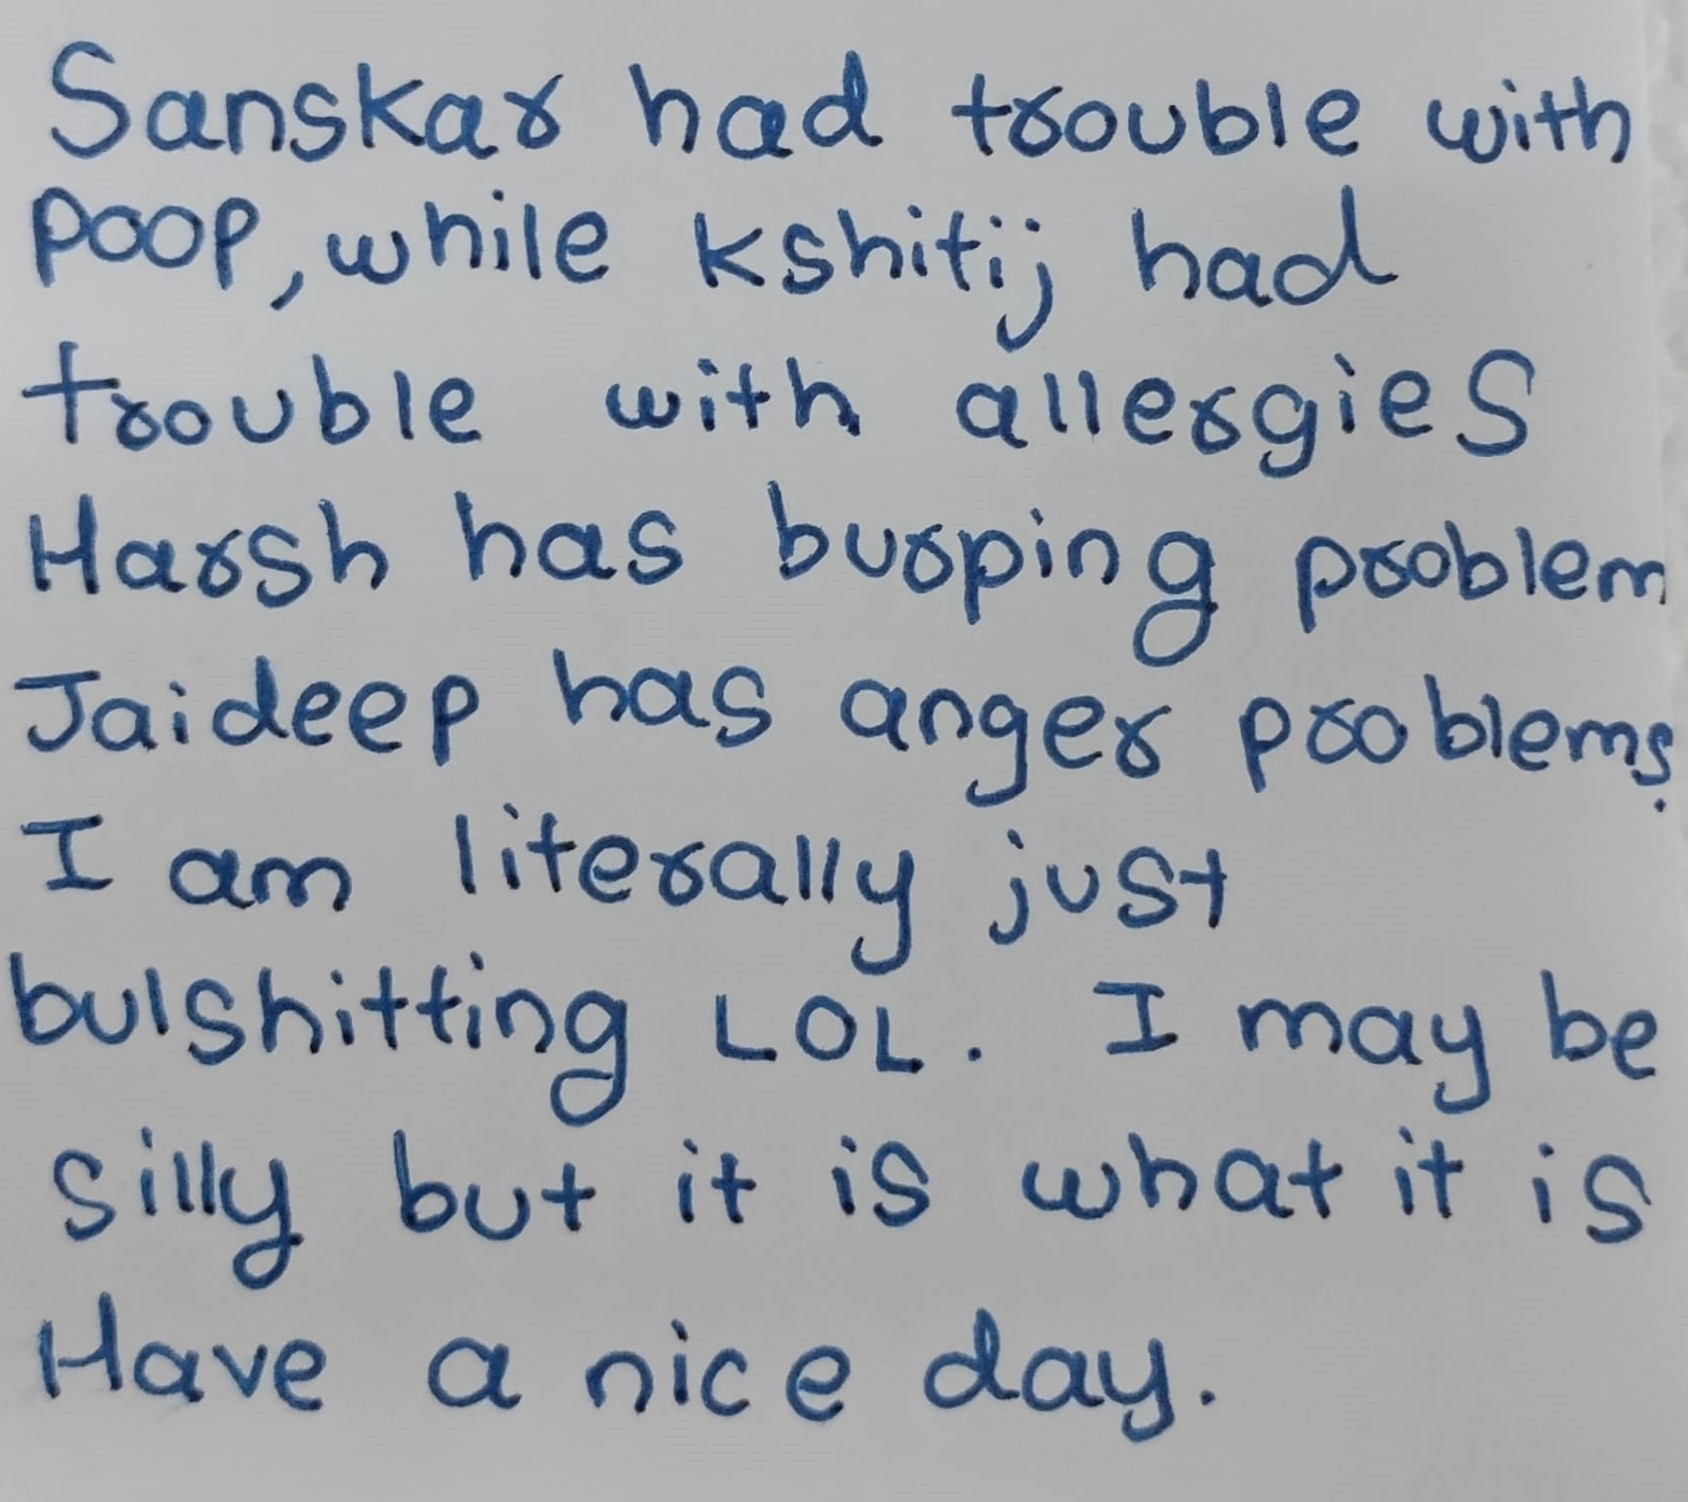 Sanskar had trouble with
poop, while kshitij had
trouble with allergies
Harsh has burping problem
Jaideep has anger problems.
I am literally just
bulshitting LOL. I may be
silly but it is what it is
Have a nice day.